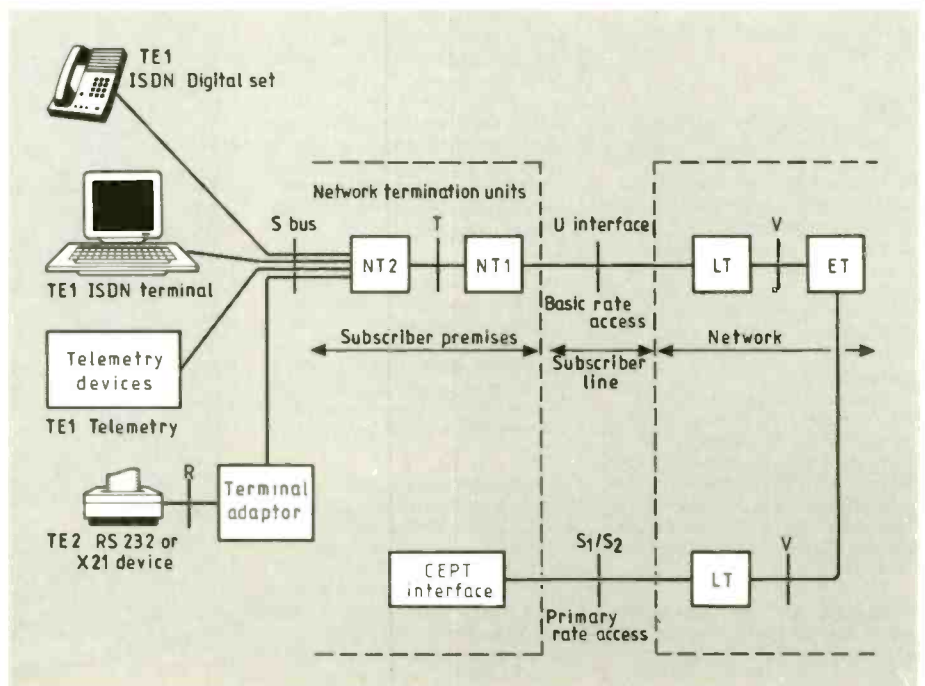 TE1
ISDN Digital set
Network termination units
S bus
T
U interface
V
NT2
NT1
LT
ET
TE1 ISDN terminal
Basic rate
access
Subscriber premises
Subscriber
line
Network
Telemetry
devices
TE1 Telemetry
R
Terminal
adaptor
TE2 RS 232 or
X21 device
CEPT
interface
S1/S2
LT
V
Primary
rate access